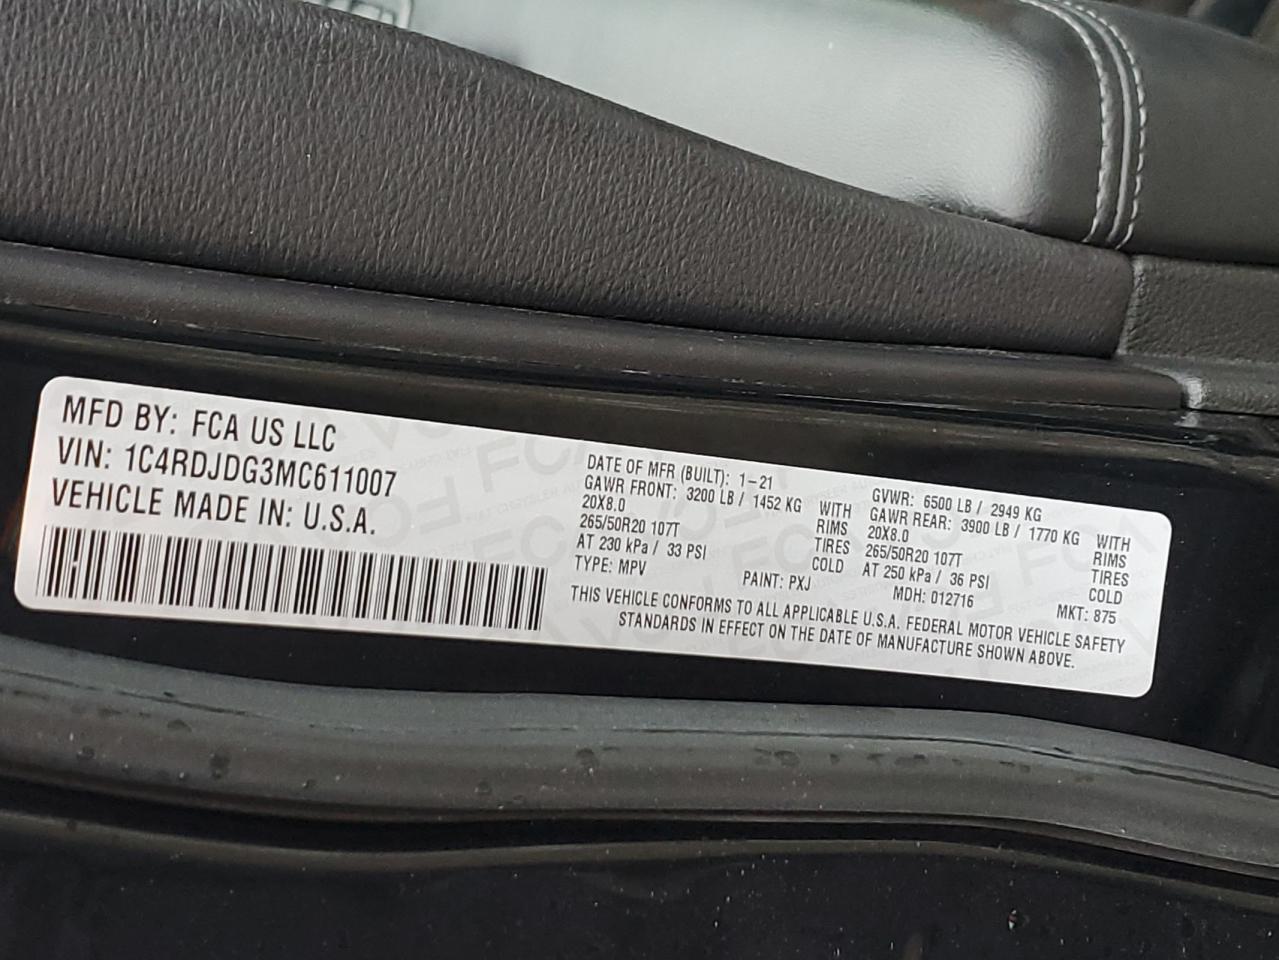 MFD BY: FCA US LLC
VIN: 1C4RDJDG3MC611007
VEHICLE MADE IN: U.S.A.
DATE OF MFR (BUILT): 1-21
GAWR FRONT: 3200 LB / 1452 KG WITH
20X8.0 RIMS
265/50R20 107T TIRES
AT 230 kPa / 33 PSI COLD
TYPE: MPV PAINT: PXJ
GVWR: 6500 LB / 2949 KG
GAWR REAR: 3900 LB / 1770 KG WITH
20X8.0 RIMS
265/50R20 107T TIRES
AT 250 kPa / 36 PSI COLD
MDH: 012716 MKT: 875
THIS VEHICLE CONFORMS TO ALL APPLICABLE U.S.A. FEDERAL MOTOR VEHICLE SAFETY
STANDARDS IN EFFECT ON THE DATE OF MANUFACTURE SHOWN ABOVE.